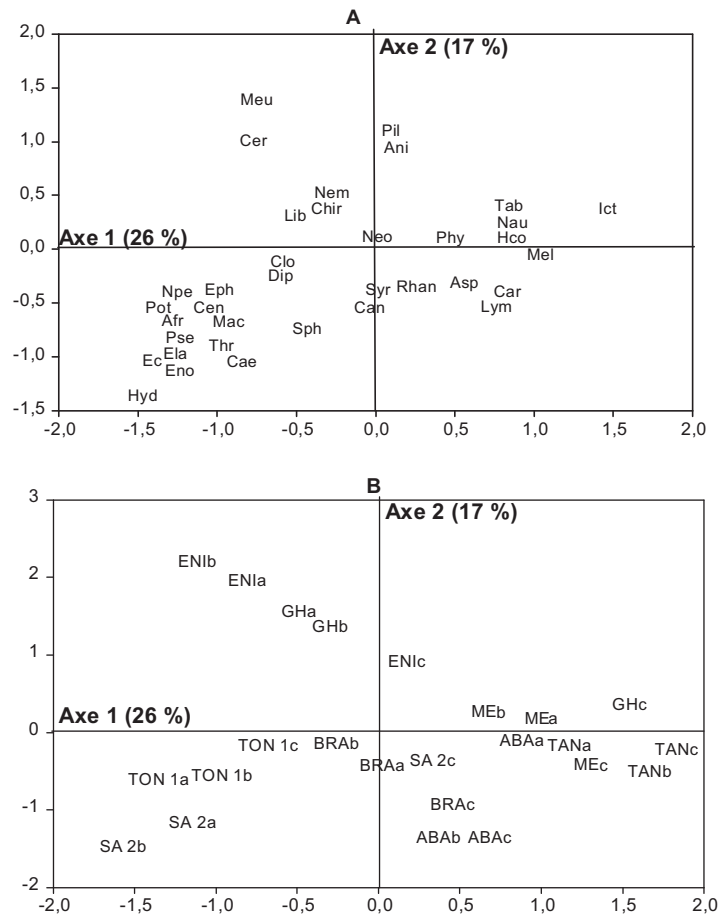 A
2,0
Axe 2 (17 %)
1,5
Meu
Pil
1,0
Cer
Ani
0,5
Nem
Tab
Chir
Ict
Lib
Nau
Neo
Phy
Hco
0,0
Axe 1 (26 %)
Mel
Clo
Dip
Asp
Syr
Rhan
Npe
Eph
Car
-0,5
Pot
Cen
Can
Lym
Afr
Mac
Sph
Pse
Thr
-1,0
Ec
Ela
Cae
Eno
Hyd
-1,5
-2,0
-1,5
-1,0
-0,5
0,0
0,5
1,0
1,5
2,0
B
3
Axe 2 (17 %)
ENIb
2
ENIa
GHa
GHb
1
ENIc
GHc
MEb
Axe 1 (26 %)
MEa
0
TON 1c
BRAb
ABAa
TANa
TANc
SA 2c
BRAa
MEc
TANb
TON 1a
TON 1b
-1
BRAc
SA 2a
SA 2b
ABAb
ABAc
-2
-2,0
-1,5
-1,0
-0,5
0,0
0,5
1,0
1,5
2,0